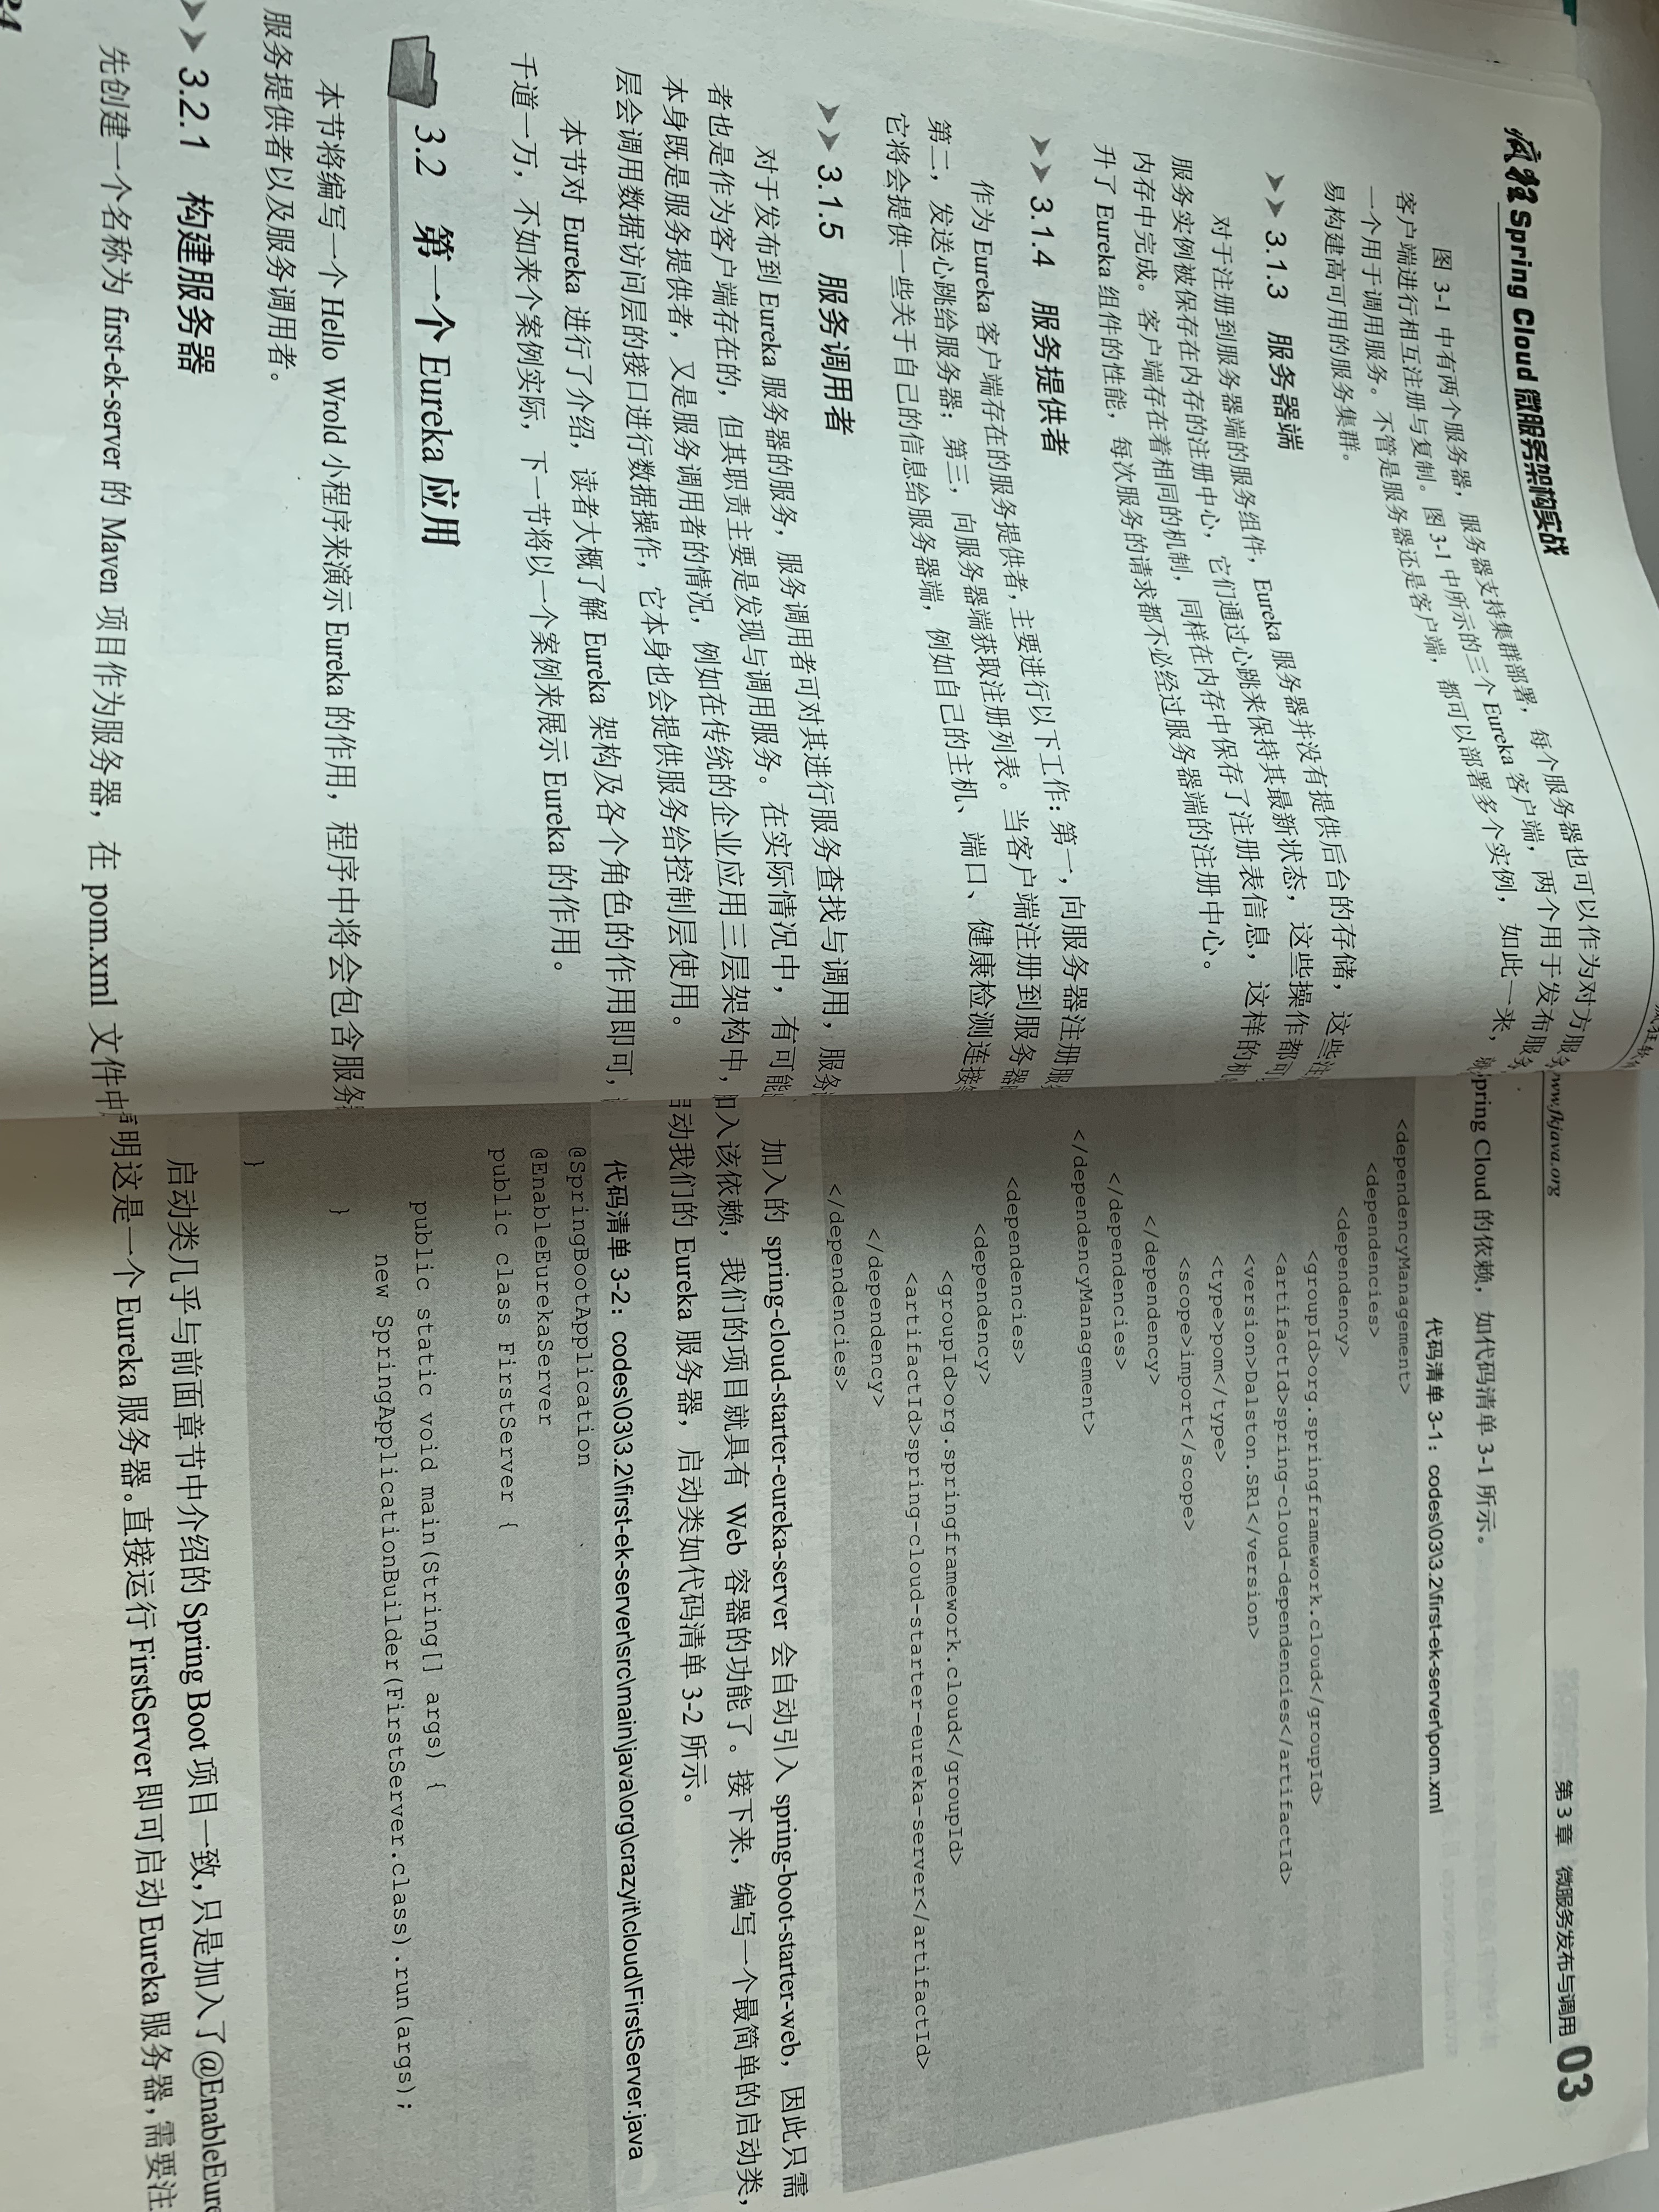 疯狂Spring Cloud 微服务架构实战
疯狂软
图 3-1 中有两个服务器，服务器支持集群部署，每个服务器也可以作为对方服务
客户端进行相互注册与复制。图 3-1 中所示的三个 Eureka 客户端，两个用于发布服务，
一个用于调用服务。不管是服务器还是客户端，都可以部署多个实例，如此一来，就
易构建高可用的服务集群。
3.1.3 服务器端
对于注册到服务器端的服务组件，Eureka 服务器并没有提供后台的存储，这些注
服务实例被保存在内存的注册中心，它们通过心跳来保持其最新状态，这些操作都可
内存中完成。客户端存在着相同的机制，同样在内存中保存了注册表信息，这样的机
升了 Eureka 组件的性能，每次服务的请求都不必经过服务器端的注册中心。
3.1.4 服务提供者
作为 Eureka 客户端存在的服务提供者，主要进行以下工作：第一，向服务器注册服
第二，发送心跳给服务器；第三，向服务器端获取注册列表。当客户端注册到服务器
它将会提供一些关于自己的信息给服务器端，例如自己的主机、端口、健康检测连接
3.1.5 服务调用者
对于发布到 Eureka 服务器的服务，服务调用者可对其进行服务查找与调用，服务
者也是作为客户端存在的，但其职责主要是发现与调用服务。在实际情况中，有可能
本身既是服务提供者，又是服务调用者的情况，例如在传统的企业应用三层架构中，
层会调用数据访问层的接口进行数据操作，它本身也会提供服务给控制层使用。
本节对 Eureka 进行了介绍，读者大概了解 Eureka 架构及各个角色的作用即可，
千道一万，不如来个案例实际，下一节将以一个案例来展示 Eureka 的作用。
3.2 第一个 Eureka 应用
本节将编写一个 Hello Wrold 小程序来演示 Eureka 的作用，程序中将会包含服务
服务提供者以及服务调用者。
3.2.1 构建服务器
先创建一个名称为 first-ek-server 的 Maven 项目作为服务器，在 pom.xml 文件中
www.fkjava.org
第 3 章 微服务发布与调用 03
Spring Cloud 的依赖，如代码清单 3-1 所示。
代码清单 3-1：codes\03\3.2\first-ek-server\pom.xml
<dependencyManagement>
<dependencies>
<dependency>
<groupId>org.springframework.cloud</groupId>
<artifactId>spring-cloud-dependencies</artifactId>
<version>Dalston.SR1</version>
<type>pom</type>
<scope>import</scope>
</dependency>
</dependencies>
</dependencyManagement>
<dependencies>
<dependency>
<groupId>org.springframework.cloud</groupId>
<artifactId>spring-cloud-starter-eureka-server</artifactId>
</dependency>
</dependencies>
加入的 spring-cloud-starter-eureka-server 会自动引入 spring-boot-starter-web，因此只需
加入该依赖，我们的项目就具有 Web 容器的功能了。接下来，编写一个最简单的启动类，
启动我们的 Eureka 服务器，启动类如代码清单 3-2 所示。
代码清单 3-2：codes\03\3.2\first-ek-server\src\main\java\org\crazyit\cloud\FirstServer.java
@SpringBootApplication
@EnableEurekaServer
public class FirstServer {
public static void main(String[] args) {
new SpringApplicationBuilder(FirstServer.class).run(args);
}
}
启动类几乎与前面章节中介绍的 Spring Boot 项目一致，只是加入了@EnableEure
声明这是一个 Eureka 服务器。直接运行 FirstServer 即可启动 Eureka 服务器，需要注